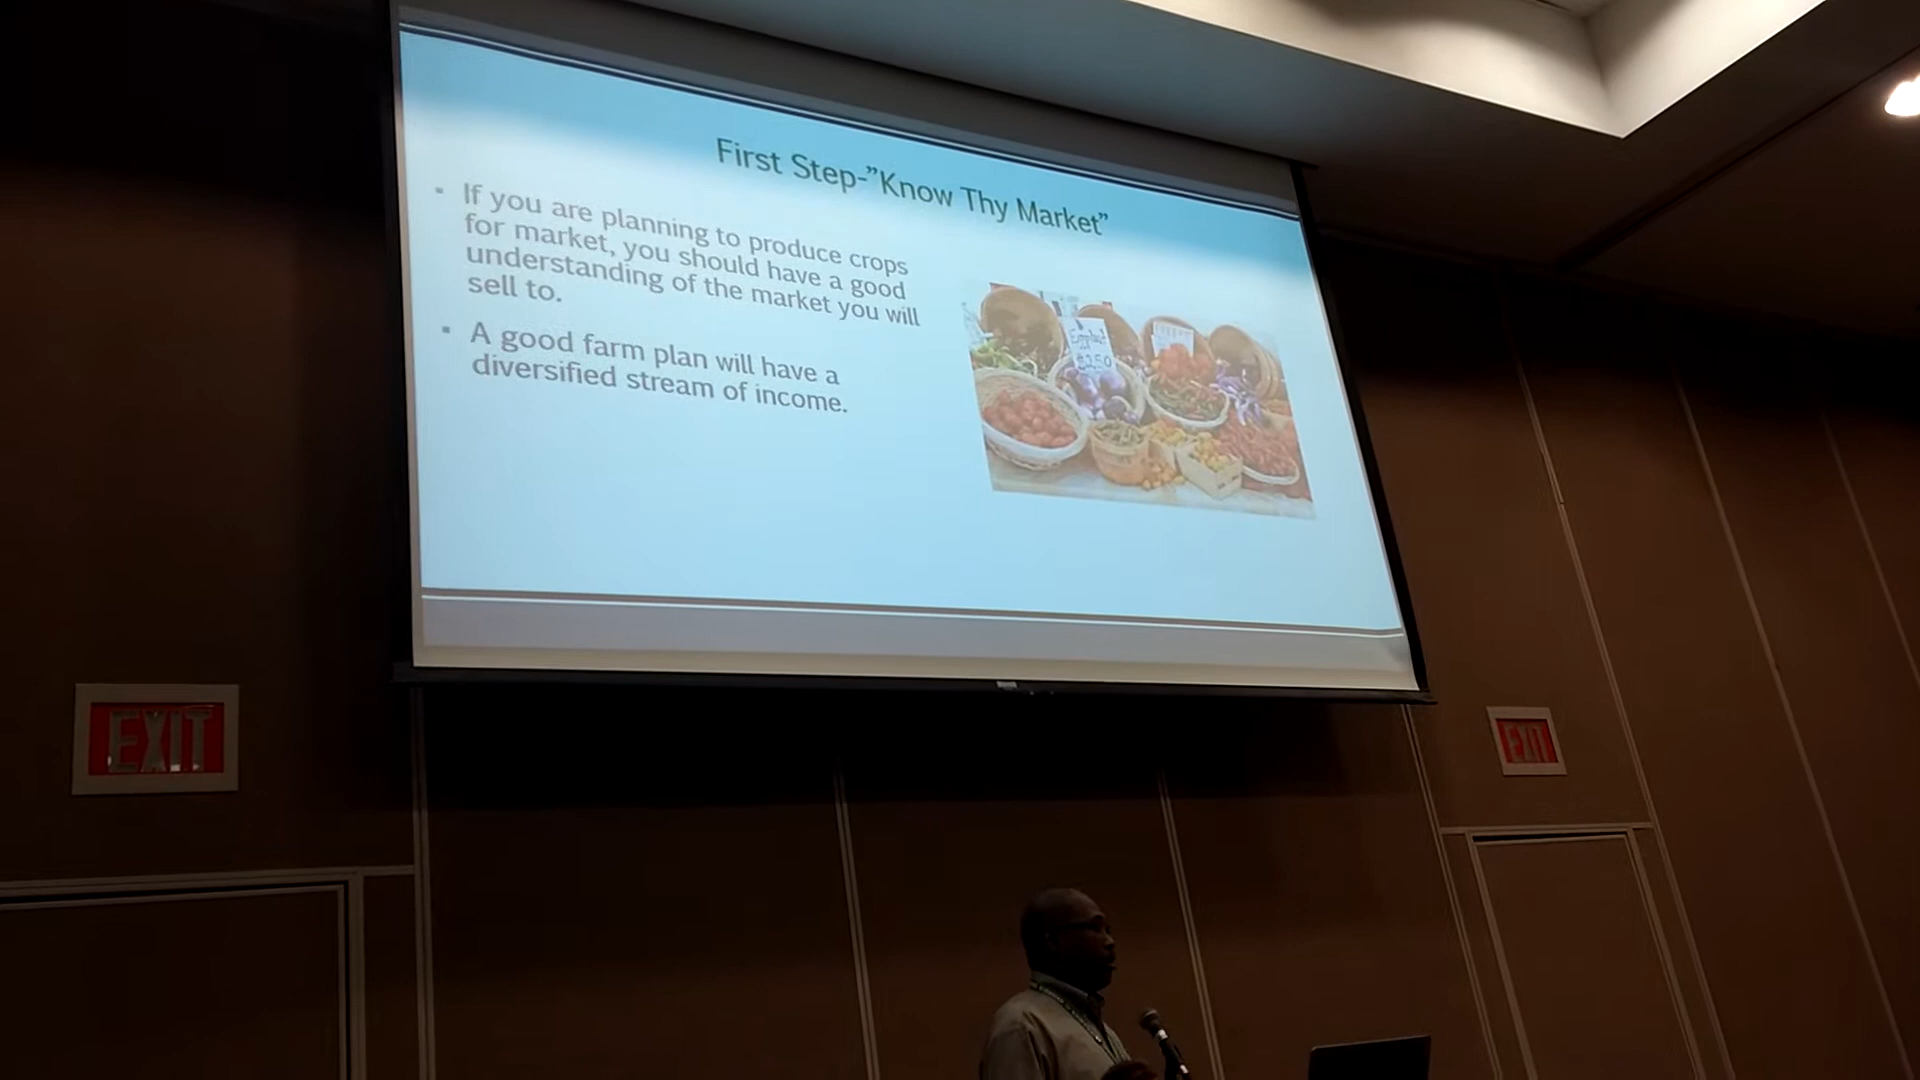 First Step-”Know Thy Market”
▪ If you are planning to produce crops
for market, you should have a good
understanding of the market you will
sell to.
▪ A good farm plan will have a
diversified stream of income.
Eggplant
$2.50
EXIT
EXIT